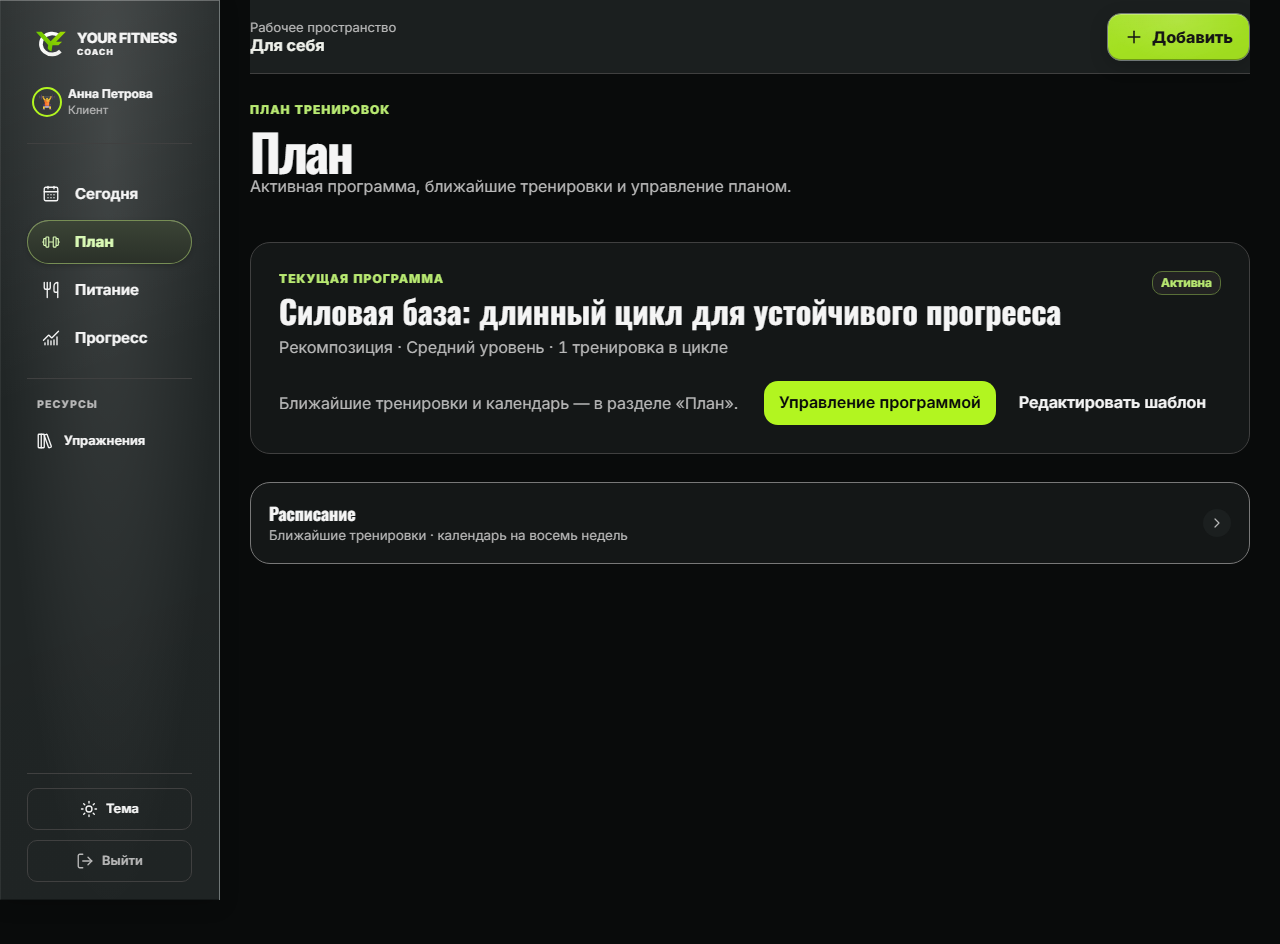 YOUR FITNESS
COACH
Анна Петрова
Клиент
Сегодня
План
Питание
Прогресс
РЕСУРСЫ
Упражнения
Тема
Выйти
Рабочее пространство
Для себя
Добавить
ПЛАН ТРЕНИРОВОК
План
Активная программа, ближайшие тренировки и управление планом.
ТЕКУЩАЯ ПРОГРАММА
Активна
Силовая база: длинный цикл для устойчивого прогресса
Рекомпозиция · Средний уровень · 1 тренировка в цикле
Ближайшие тренировки и календарь — в разделе «План».
Управление программой
Редактировать шаблон
Расписание
Ближайшие тренировки · календарь на восемь недель